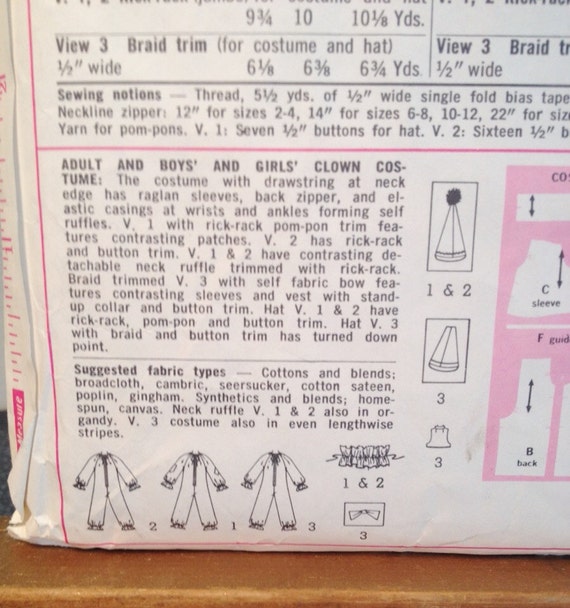 9¾ 10 10⅛ Yds.
View 3 Braid trim (for costume and hat)
½" wide 6⅛ 6⅜ 6¾ Yds.
View 3 Braid
½" wide
Sewing notions — Thread, 5½ yds. of ½" wide single fold bias tape
Neckline zipper: 12" for sizes 2-4, 14" for sizes 6-8, 10-12, 22" for
Yarn for pom-pons. V. 1: Seven ½" buttons for hat. V. 2: Sixteen ½"
ADULT AND BOYS' AND GIRLS' CLOWN COS-
TUME: The costume with drawstring at neck
edge has raglan sleeves, back zipper, and el-
astic casings at wrists and ankles forming self
ruffles. V. 1 with rick-rack pom-pon trim fea-
tures contrasting patches. V. 2 has rick-rack
and button trim. V. 1 & 2 have contrasting de-
tachable neck ruffle trimmed with rick-rack.
Braid trimmed V. 3 with self fabric bow fea-
tures contrasting sleeves and vest with stand-
up collar and button trim. Hat V. 1 & 2 have
rick-rack, pom-pon and button trim. Hat V. 3
with braid and button trim has turned down
point.
Suggested fabric types — Cottons and blends;
broadcloth, cambric, seersucker, cotton sateen,
poplin, gingham. Synthetics and blends; home-
spun, canvas. Neck ruffle V. 1 & 2 also in or-
gandy. V. 3 costume also in even lengthwise
stripes.
2
1
3
1 & 2
3
3
1 & 2
3
C
sleeve
F
B
back